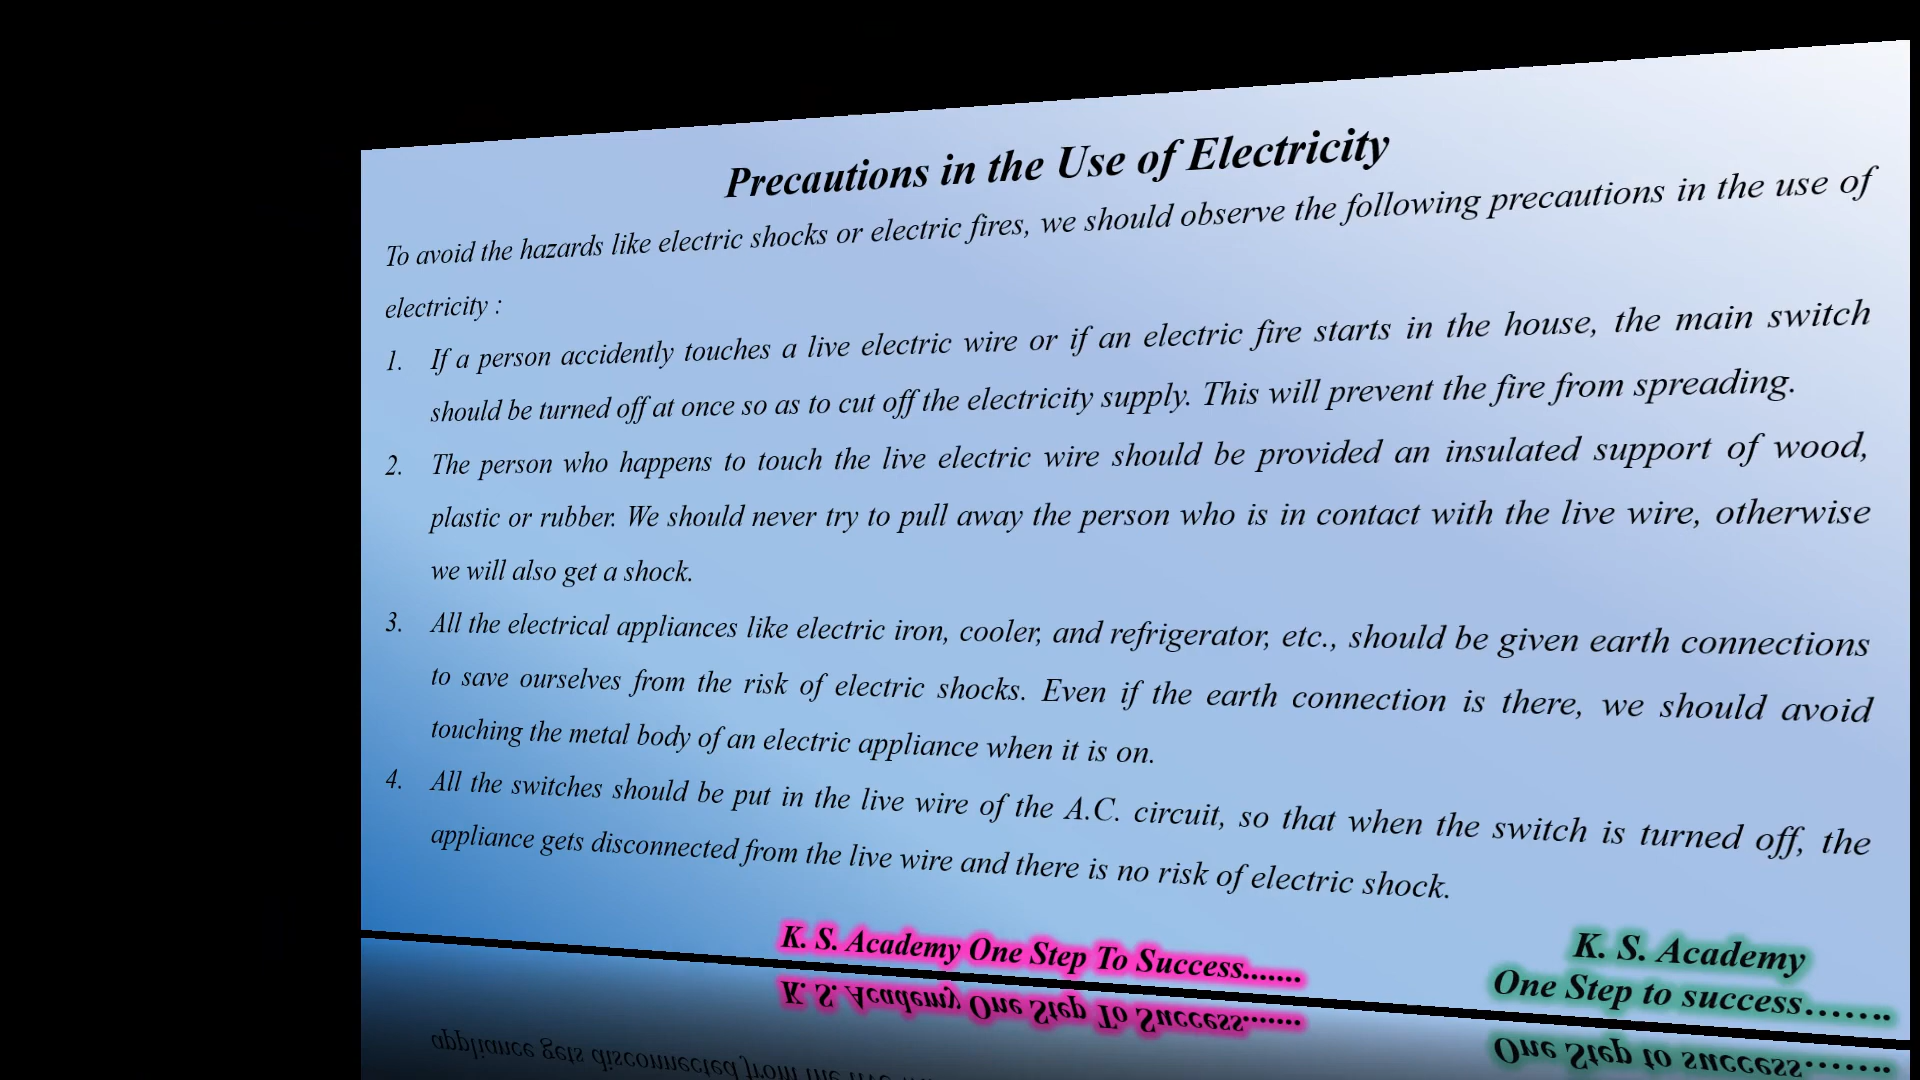 Precautions in the Use of Electricity
To avoid the hazards like electric shocks or electric fires, we should observe the following precautions in the use of
electricity :
1. If a person accidently touches a live electric wire or if an electric fire starts in the house, the main switch
should be turned off at once so as to cut off the electricity supply. This will prevent the fire from spreading.
2. The person who happens to touch the live electric wire should be provided an insulated support of wood,
plastic or rubber. We should never try to pull away the person who is in contact with the live wire, otherwise
we will also get a shock.
3. All the electrical appliances like electric iron, cooler, and refrigerator, etc., should be given earth connections
to save ourselves from the risk of electric shocks. Even if the earth connection is there, we should avoid
touching the metal body of an electric appliance when it is on.
4. All the switches should be put in the live wire of the A.C. circuit, so that when the switch is turned off, the
appliance gets disconnected from the live wire and there is no risk of electric shock.
K. S. Academy One Step To Success.......
K. S. Academy
One Step to success…….